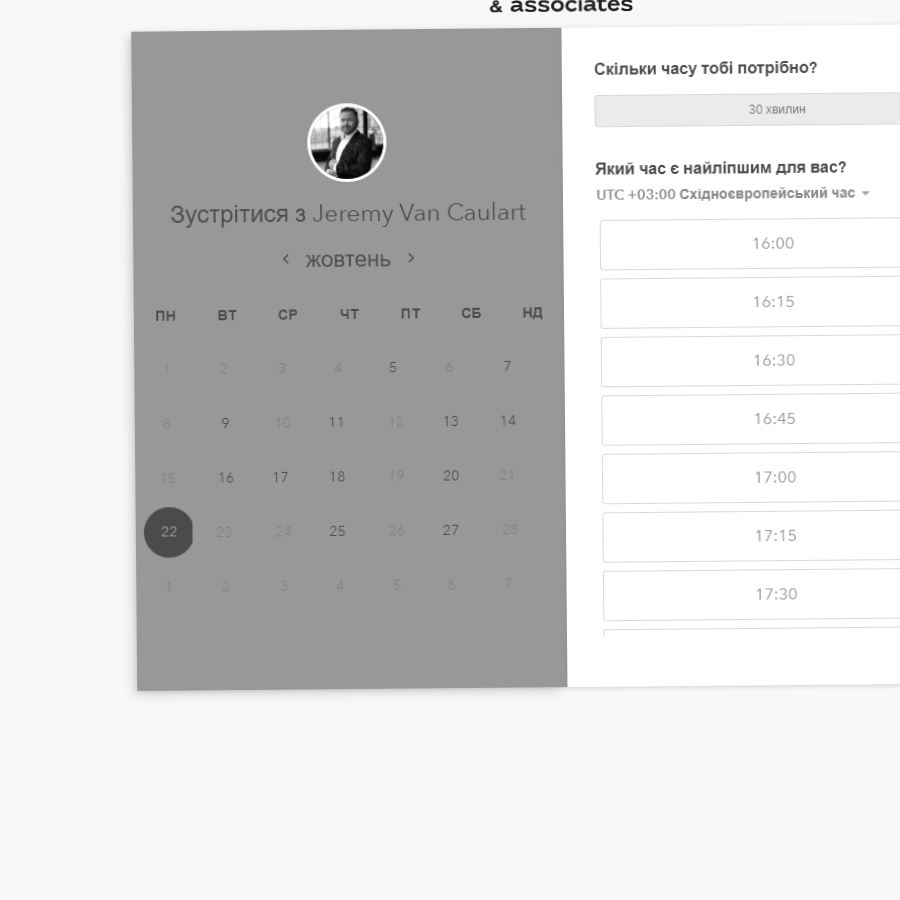 & associates
Зустрітися з Jeremy Van Caulart
жовтень
ПН ВТ СР ЧТ ПТ СБ НД
1 2 3 4 5 6 7
8 9 10 11 12 13 14
15 16 17 18 19 20 21
22 23 24 25 26 27 28
1 2 3 4 5 6 7
Скільки часу тобі потрібно?
30 хвилин
Який час є найліпшим для вас?
UTC +03:00 Східноєвропейський час
16:00
16:15
16:30
16:45
17:00
17:15
17:30